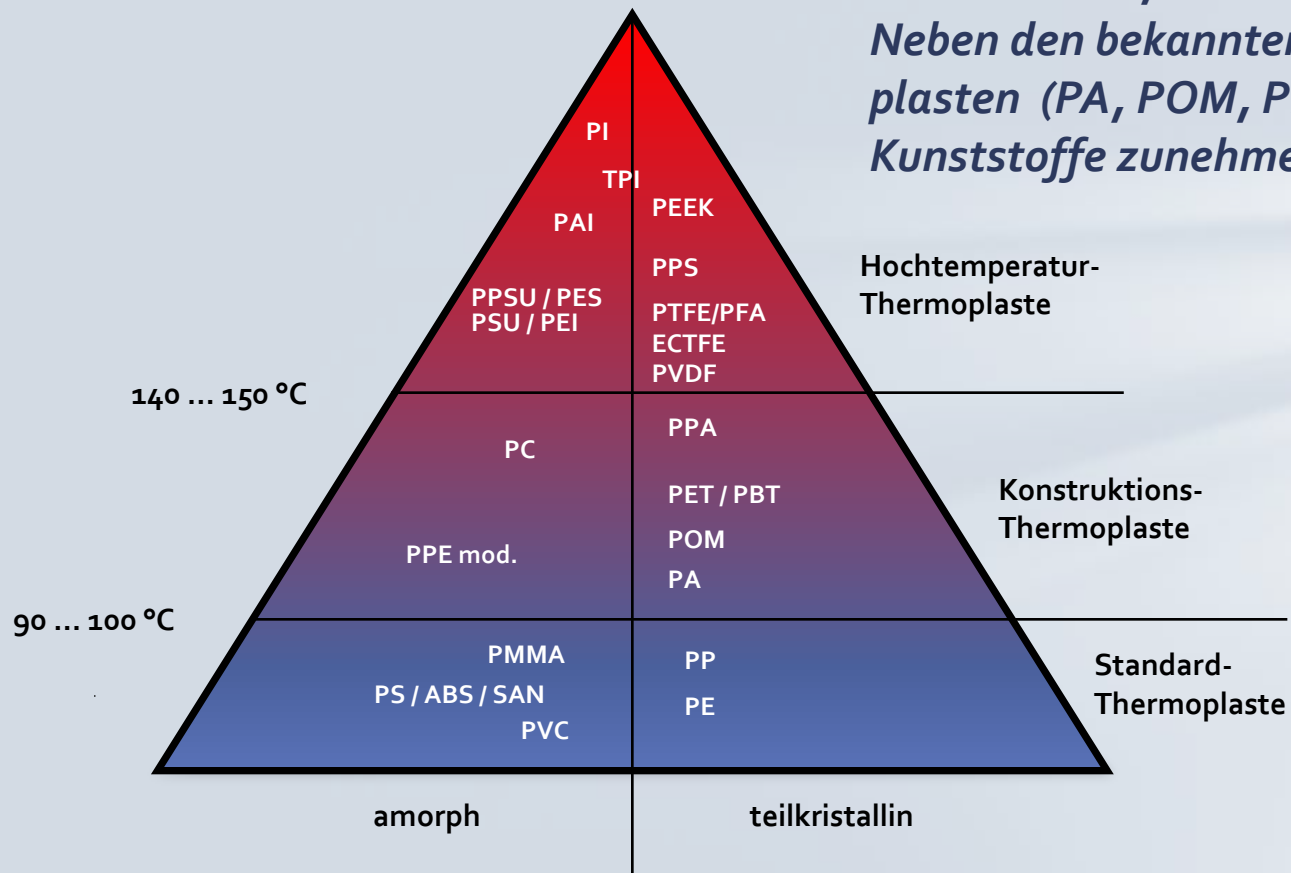 Neben den bekannten
plasten (PA, POM, P
Kunststoffe zunehme
PI
TPI
PAI
PEEK
PPS
PPSU / PES
PSU / PEI
PTFE/PFA
ECTFE
PVDF
Hochtemperatur-
Thermoplaste
140 ... 150 °C
PC
PPE mod.
PPA
PET / PBT
POM
PA
Konstruktions-
Thermoplaste
90 ... 100 °C
PMMA
PS / ABS / SAN
PVC
PP
PE
Standard-
Thermoplaste
amorph
teilkristallin